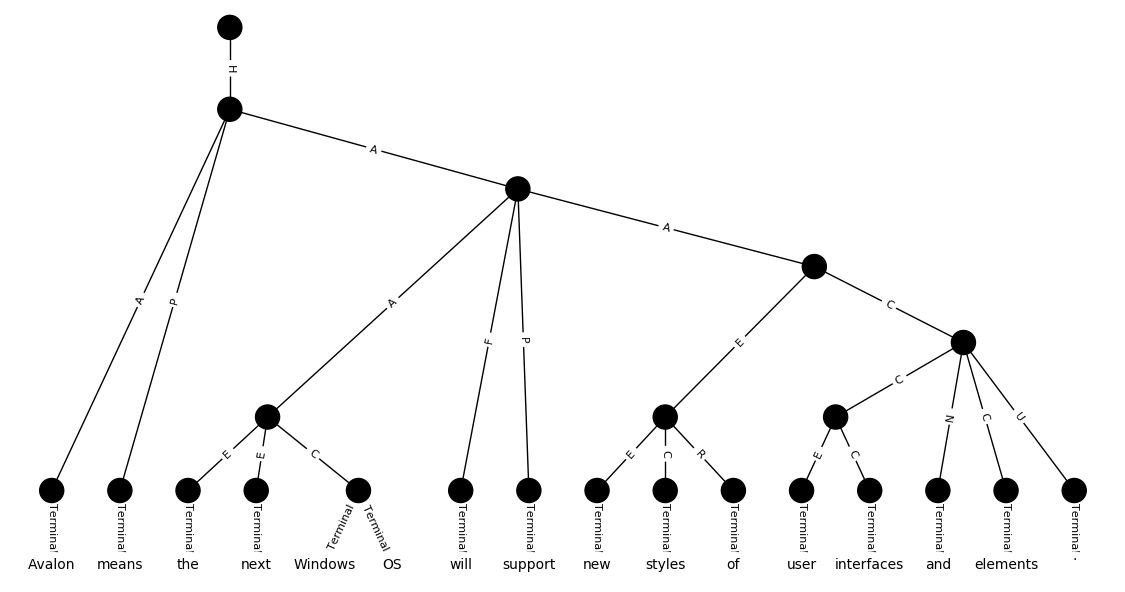 H
A
A
A P
A
C
E
F P
C
N C U
E E C
E C R
E C
Terminal Terminal Terminal Terminal Terminal Terminal Terminal Terminal Terminal Terminal Terminal Terminal Terminal Terminal Terminal Terminal
Avalon means the next Windows OS will support new styles of user interfaces and elements .